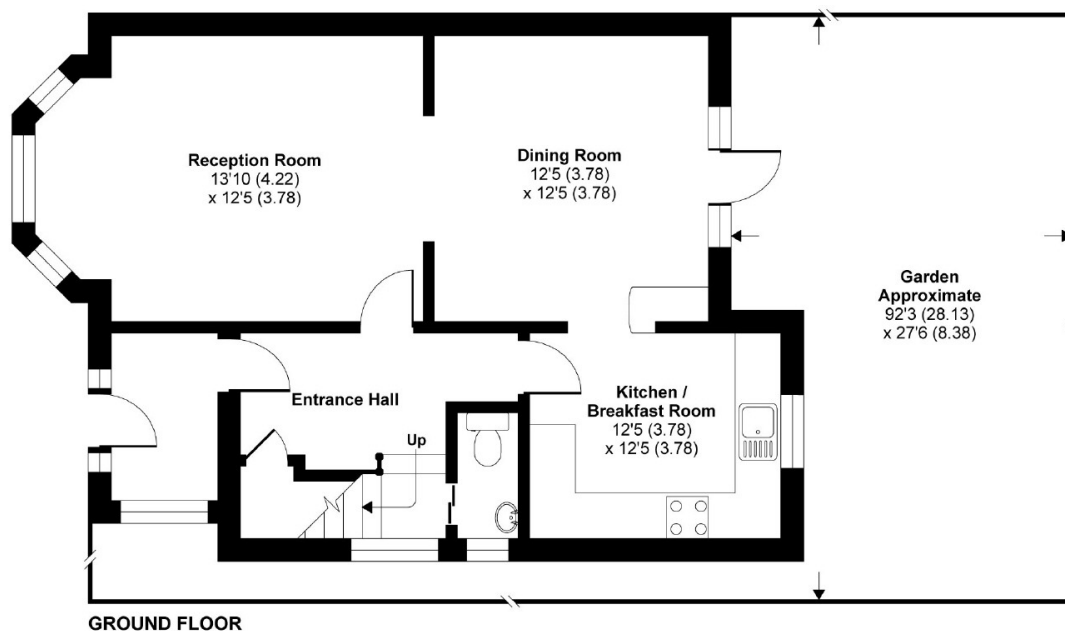 Reception Room
13'10 (4.22)
x 12'5 (3.78)
Dining Room
12'5 (3.78)
x 12'5 (3.78)
Garden
Approximate
92'3 (28.13)
x 27'6 (8.38)
Entrance Hall
Up
Kitchen /
Breakfast Room
12'5 (3.78)
x 12'5 (3.78)
GROUND FLOOR